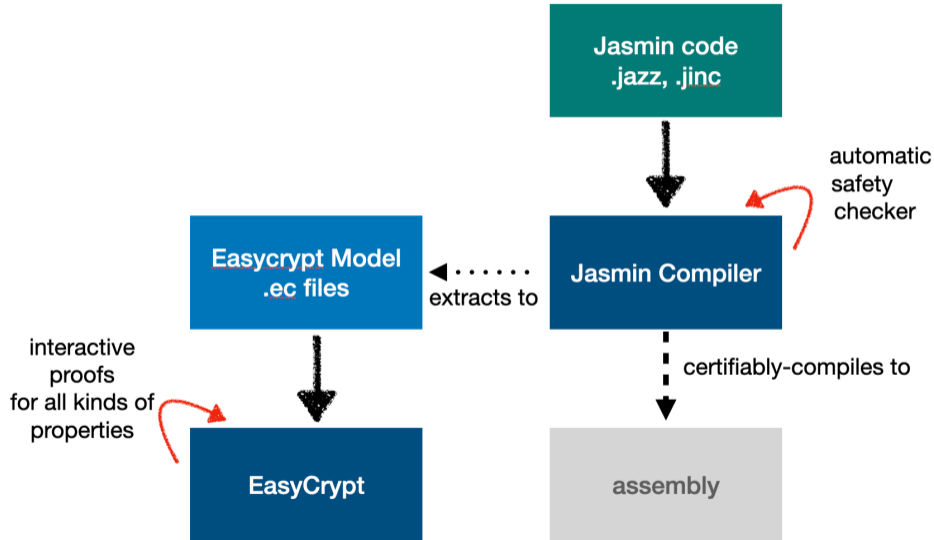 Jasmin code
.jazz, .jinc
automatic
safety
checker
Easycrypt Model
.ec files
extracts to
Jasmin Compiler
interactive
proofs
for all kinds of
properties
certifiably-compiles to
EasyCrypt
assembly